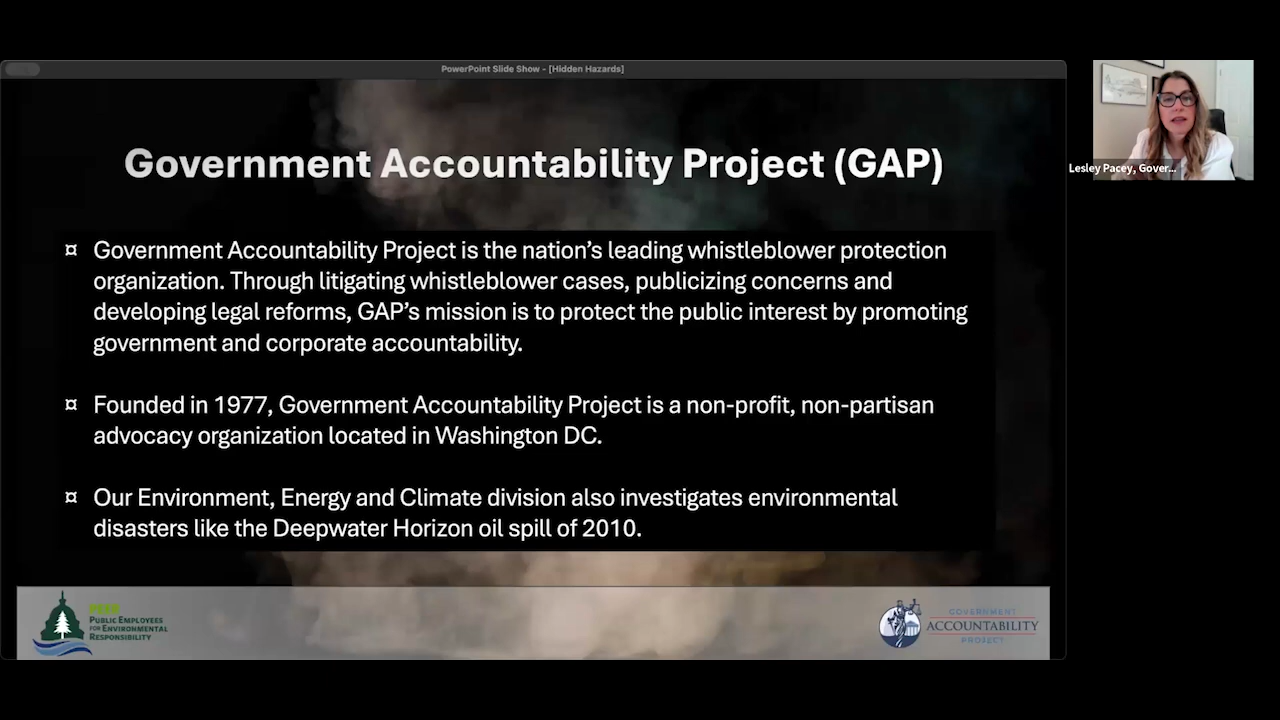 PowerPoint Slide Show - [Hidden Hazards]
Government Accountability Project (GAP)
¤ Government Accountability Project is the nation's leading whistleblower protection
organization. Through litigating whistleblower cases, publicizing concerns and
developing legal reforms, GAP's mission is to protect the public interest by promoting
government and corporate accountability.
¤ Founded in 1977, Government Accountability Project is a non-profit, non-partisan
advocacy organization located in Washington DC.
¤ Our Environment, Energy and Climate division also investigates environmental
disasters like the Deepwater Horizon oil spill of 2010.
Lesley Pacey, Gover...
PEER
PUBLIC EMPLOYEES
FOR ENVIRONMENTAL
RESPONSIBILITY
GOVERNMENT
ACCOUNTABILITY
PROJECT